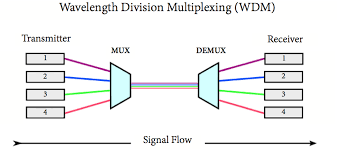 Wavelength Division Multiplexing (WDM)
Transmitter
Receiver
MUX
DEMUX
1
1
2
2
3
3
4
4
Signal Flow